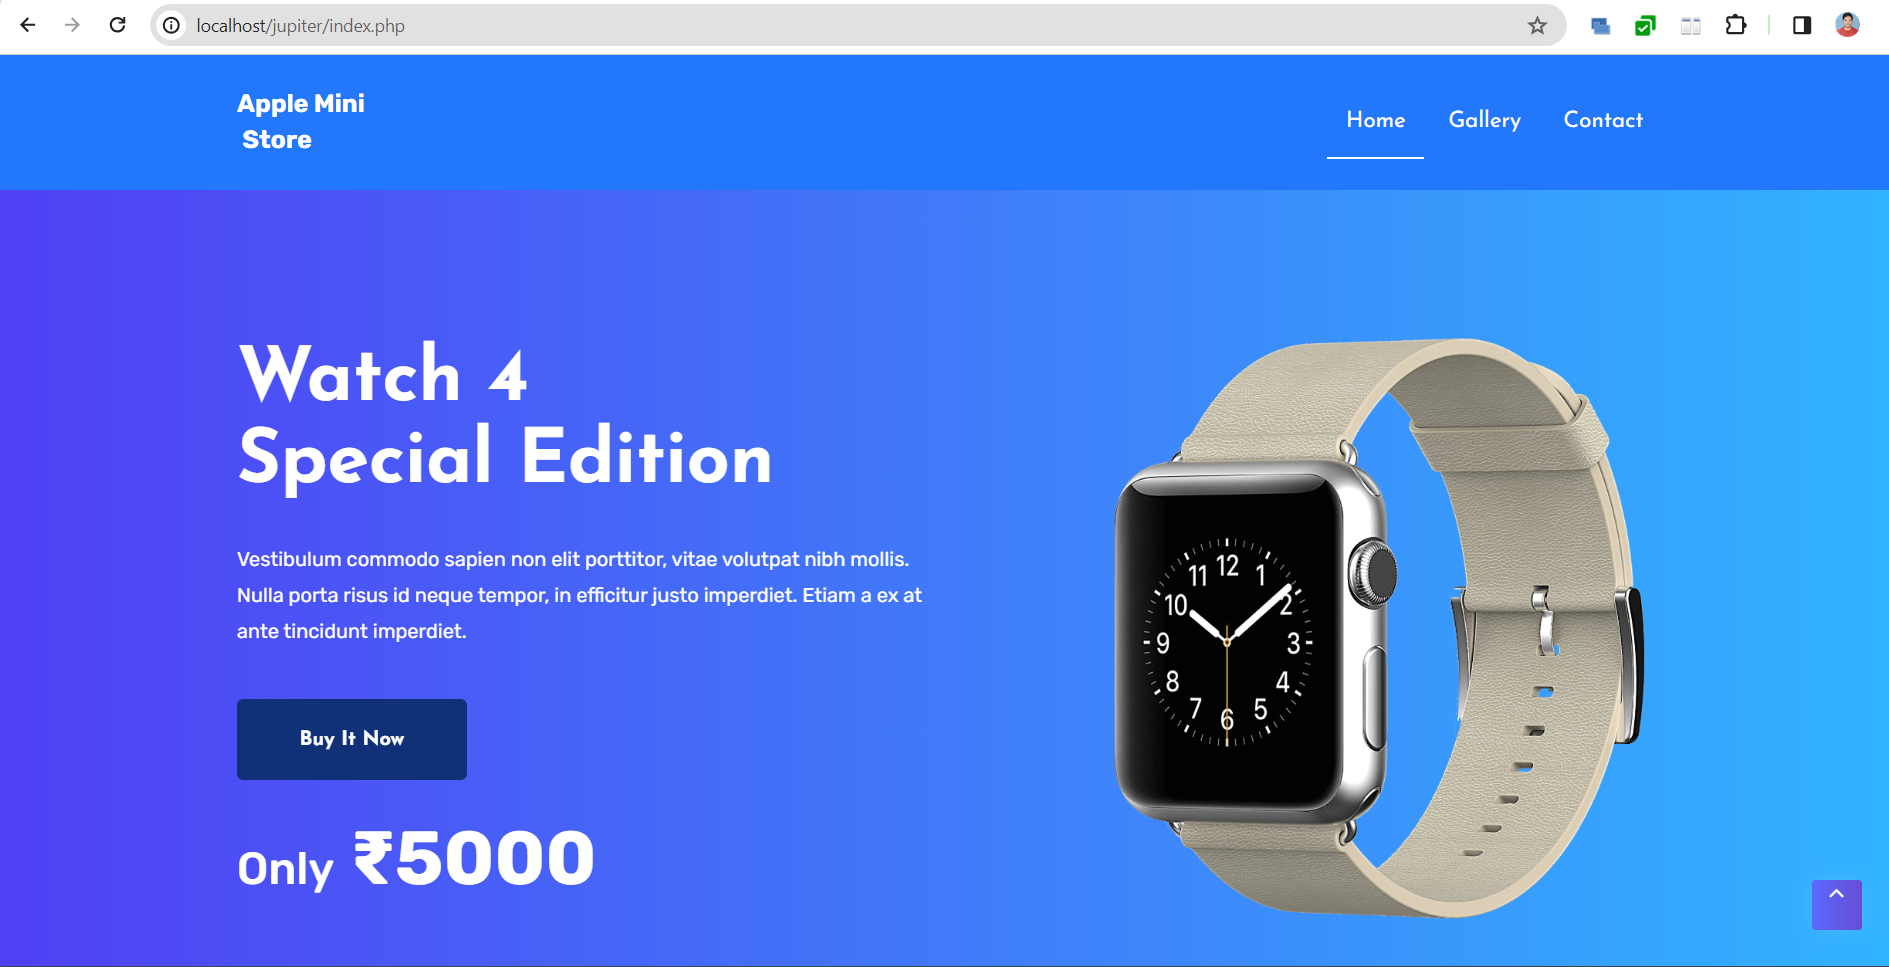 localhost/jupiter/index.php
Apple Mini
Store
Home Gallery Contact
Watch 4
Special Edition
Vestibulum commodo sapien non elit porttitor, vitae volutpat nibh mollis.
Nulla porta risus id neque tempor, in efficitur justo imperdiet. Etiam a ex at
ante tincidunt imperdiet.
Buy It Now
Only ₹5000
12
11 1
10 2
9 3
8 4
7 5
6